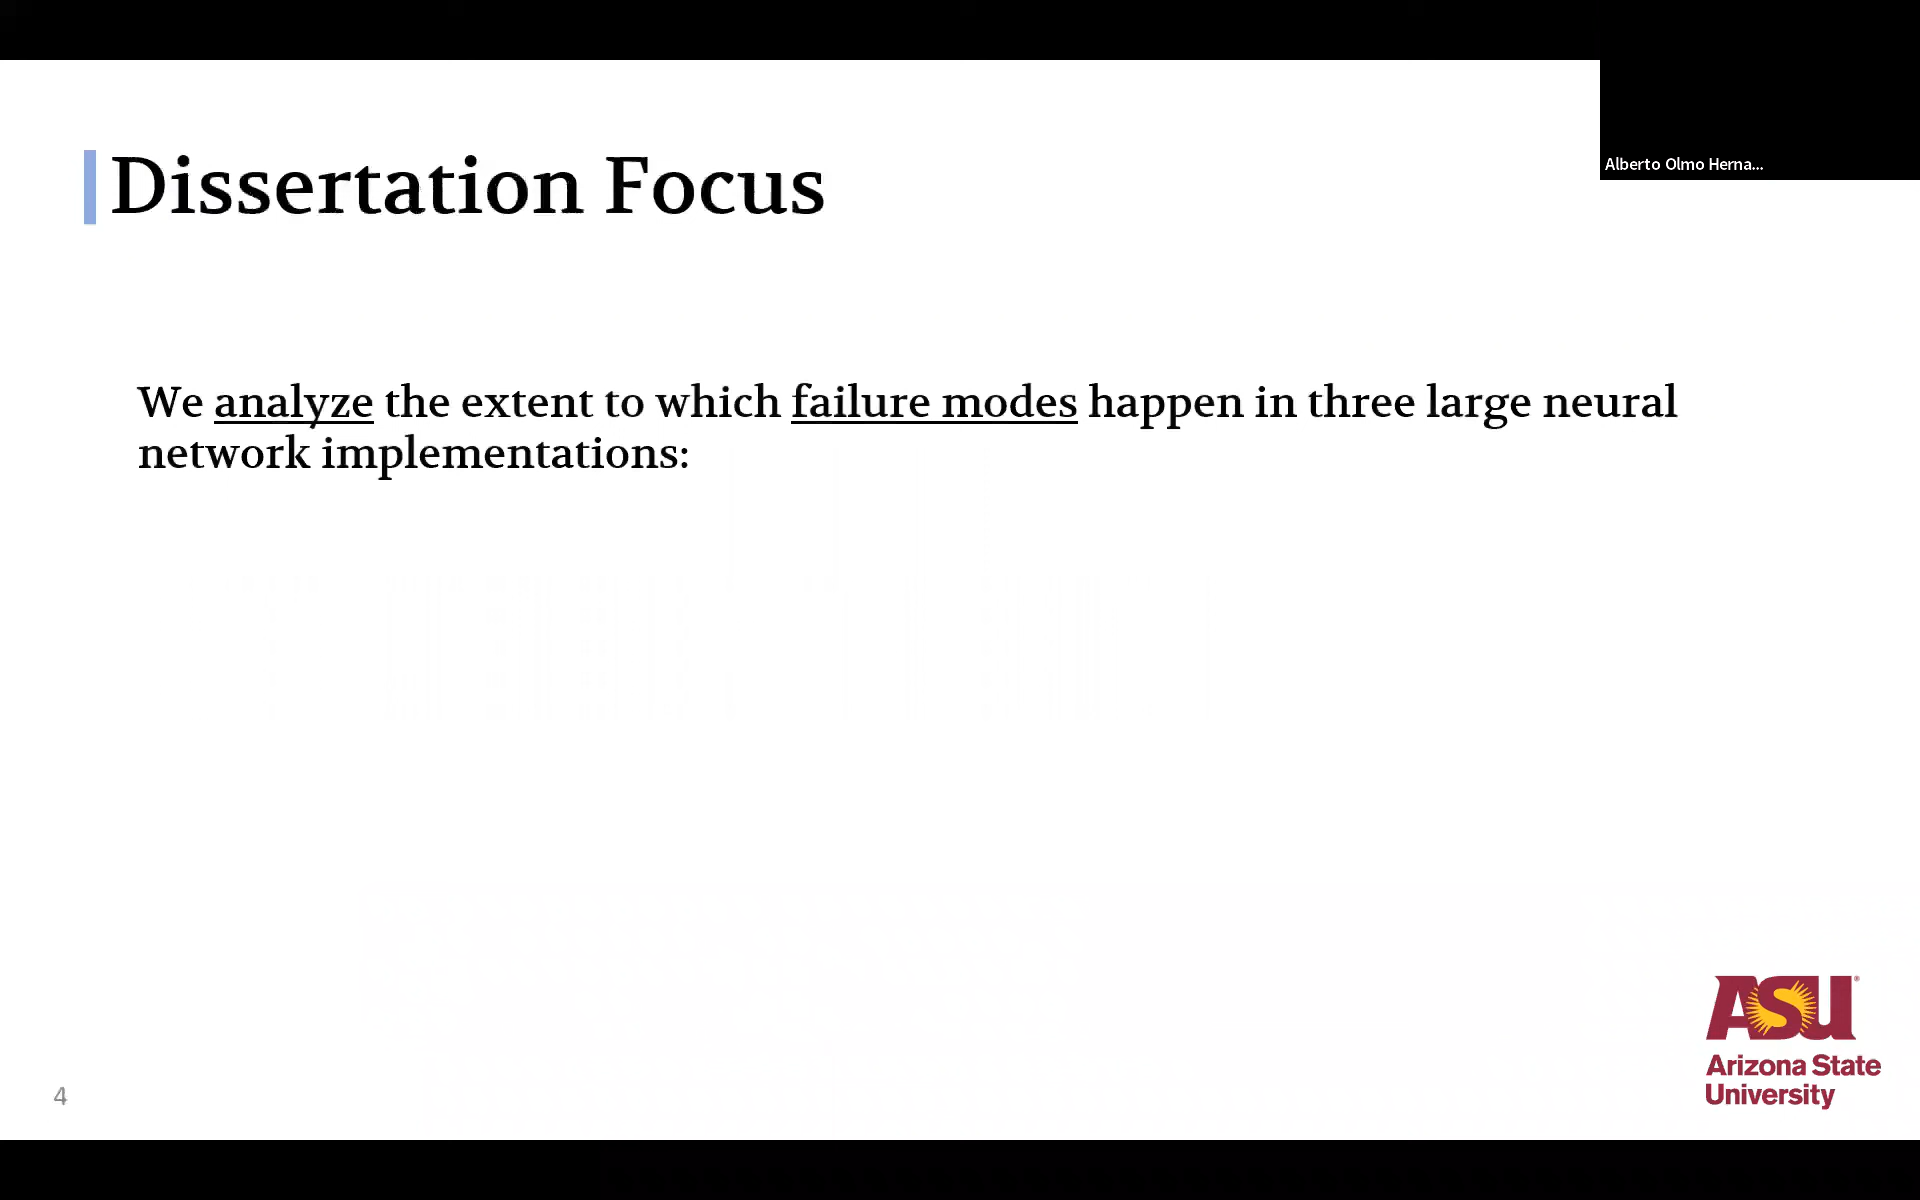 Alberto Olmo Herna...
Dissertation Focus
We analyze the extent to which failure modes happen in three large neural
network implementations:
ASU
Arizona State
University
4